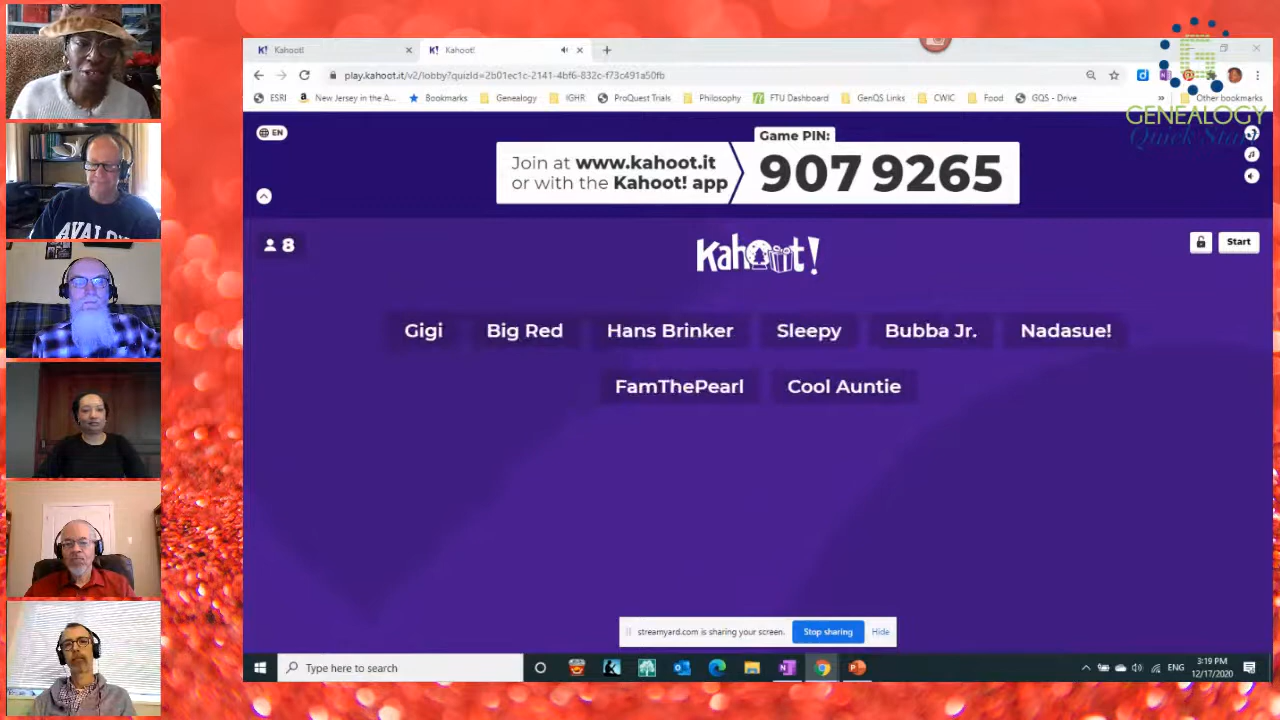 AVALO
Kahoot!
Kahoot!
play.kahoot.it/v2/lobby?quizId=2b01ec1c-2141-4bf6-832c-f73c491a50fb
ESRI
New Jersey in the A...
Bookmarks
Genealogy
IGHR
ProQuest Trials
Philosophy
FTU Dashboard
GenQS Links
CWIC
Food
GQS - Drive
»
Other bookmarks
GENEALOGY
Quick Start
EN
Game PIN:
Join at www.kahoot.it
or with the Kahoot! app
907 9265
8
Kahoot!
Start
Gigi
Big Red
Hans Brinker
Sleepy
Bubba Jr.
Nadasue!
FamThePearl
Cool Auntie
streamyard.com is sharing your screen.
Stop sharing
Hide
Type here to search
ENG
3:19 PM
12/17/2020